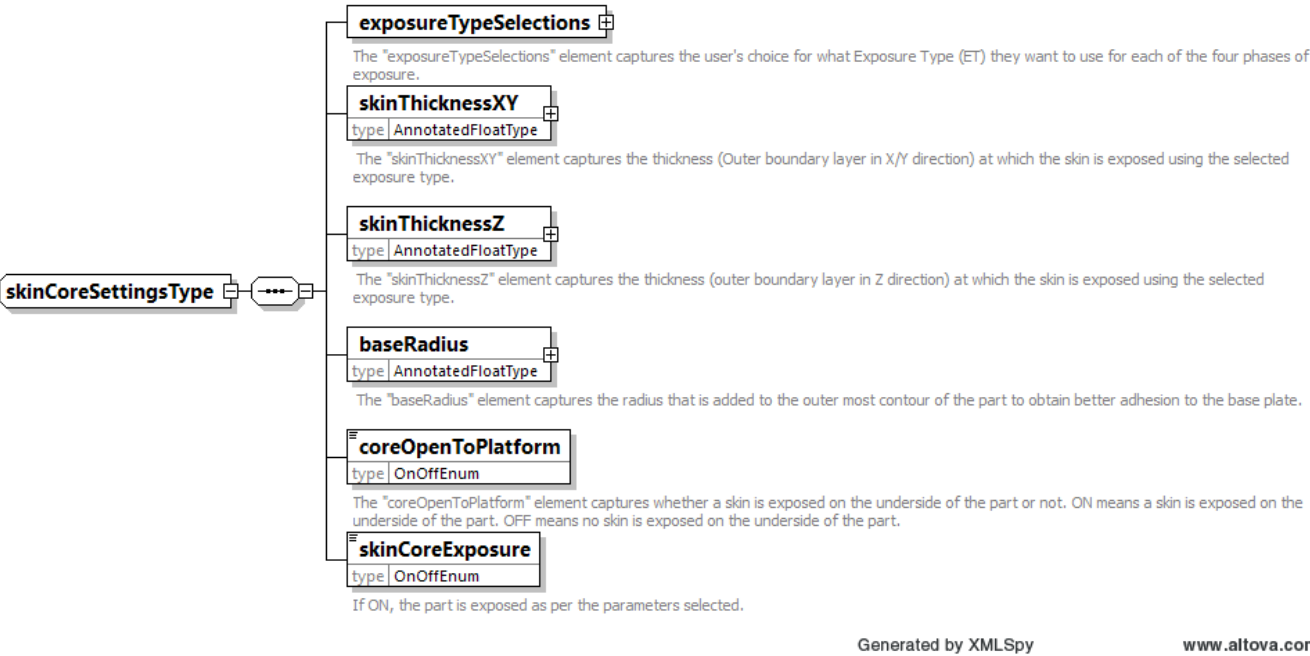 exposureTypeSelections
The "exposureTypeSelections" element captures the user's choice for what Exposure Type (ET) they want to use for each of the four phases of
exposure.
skinThicknessXY
type AnnotatedFloatType
The "skinThicknessXY" element captures the thickness (Outer boundary layer in X/Y direction) at which the skin is exposed using the selected
exposure type.
skinThicknessZ
type AnnotatedFloatType
The "skinThicknessZ" element captures the thickness (outer boundary layer in Z direction) at which the skin is exposed using the selected
exposure type.
skinCoreSettingsType
baseRadius
type AnnotatedFloatType
The "baseRadius" element captures the radius that is added to the outer most contour of the part to obtain better adhesion to the base plate.
coreOpenToPlatform
type OnOffEnum
The "coreOpenToPlatform" element captures whether a skin is exposed on the underside of the part or not. ON means a skin is exposed on the
underside of the part. OFF means no skin is exposed on the underside of the part.
skinCoreExposure
type OnOffEnum
If ON, the part is exposed as per the parameters selected.
Generated by XMLSpy www.altova.cor